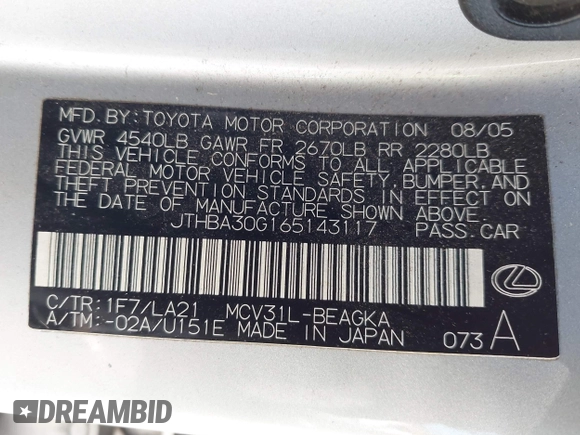 MFD. BY: TOYOTA MOTOR CORPORATION 08/05
GVWR 4540LB GAWR FR 2670LB RR 2280LB
THIS VEHICLE CONFORMS TO ALL APPLICABLE
FEDERAL MOTOR VEHICLE SAFETY, BUMPER, AND
THEFT PREVENTION STANDARDS IN EFFECT ON
THE DATE OF MANUFACTURE SHOWN ABOVE.
JTHBA30G165143117 PASS. CAR
C/TR: 1F7/LA21 MCV31L-BEAGKA
A/TM: -02A/U151E MADE IN JAPAN 073 A
DREAMBID